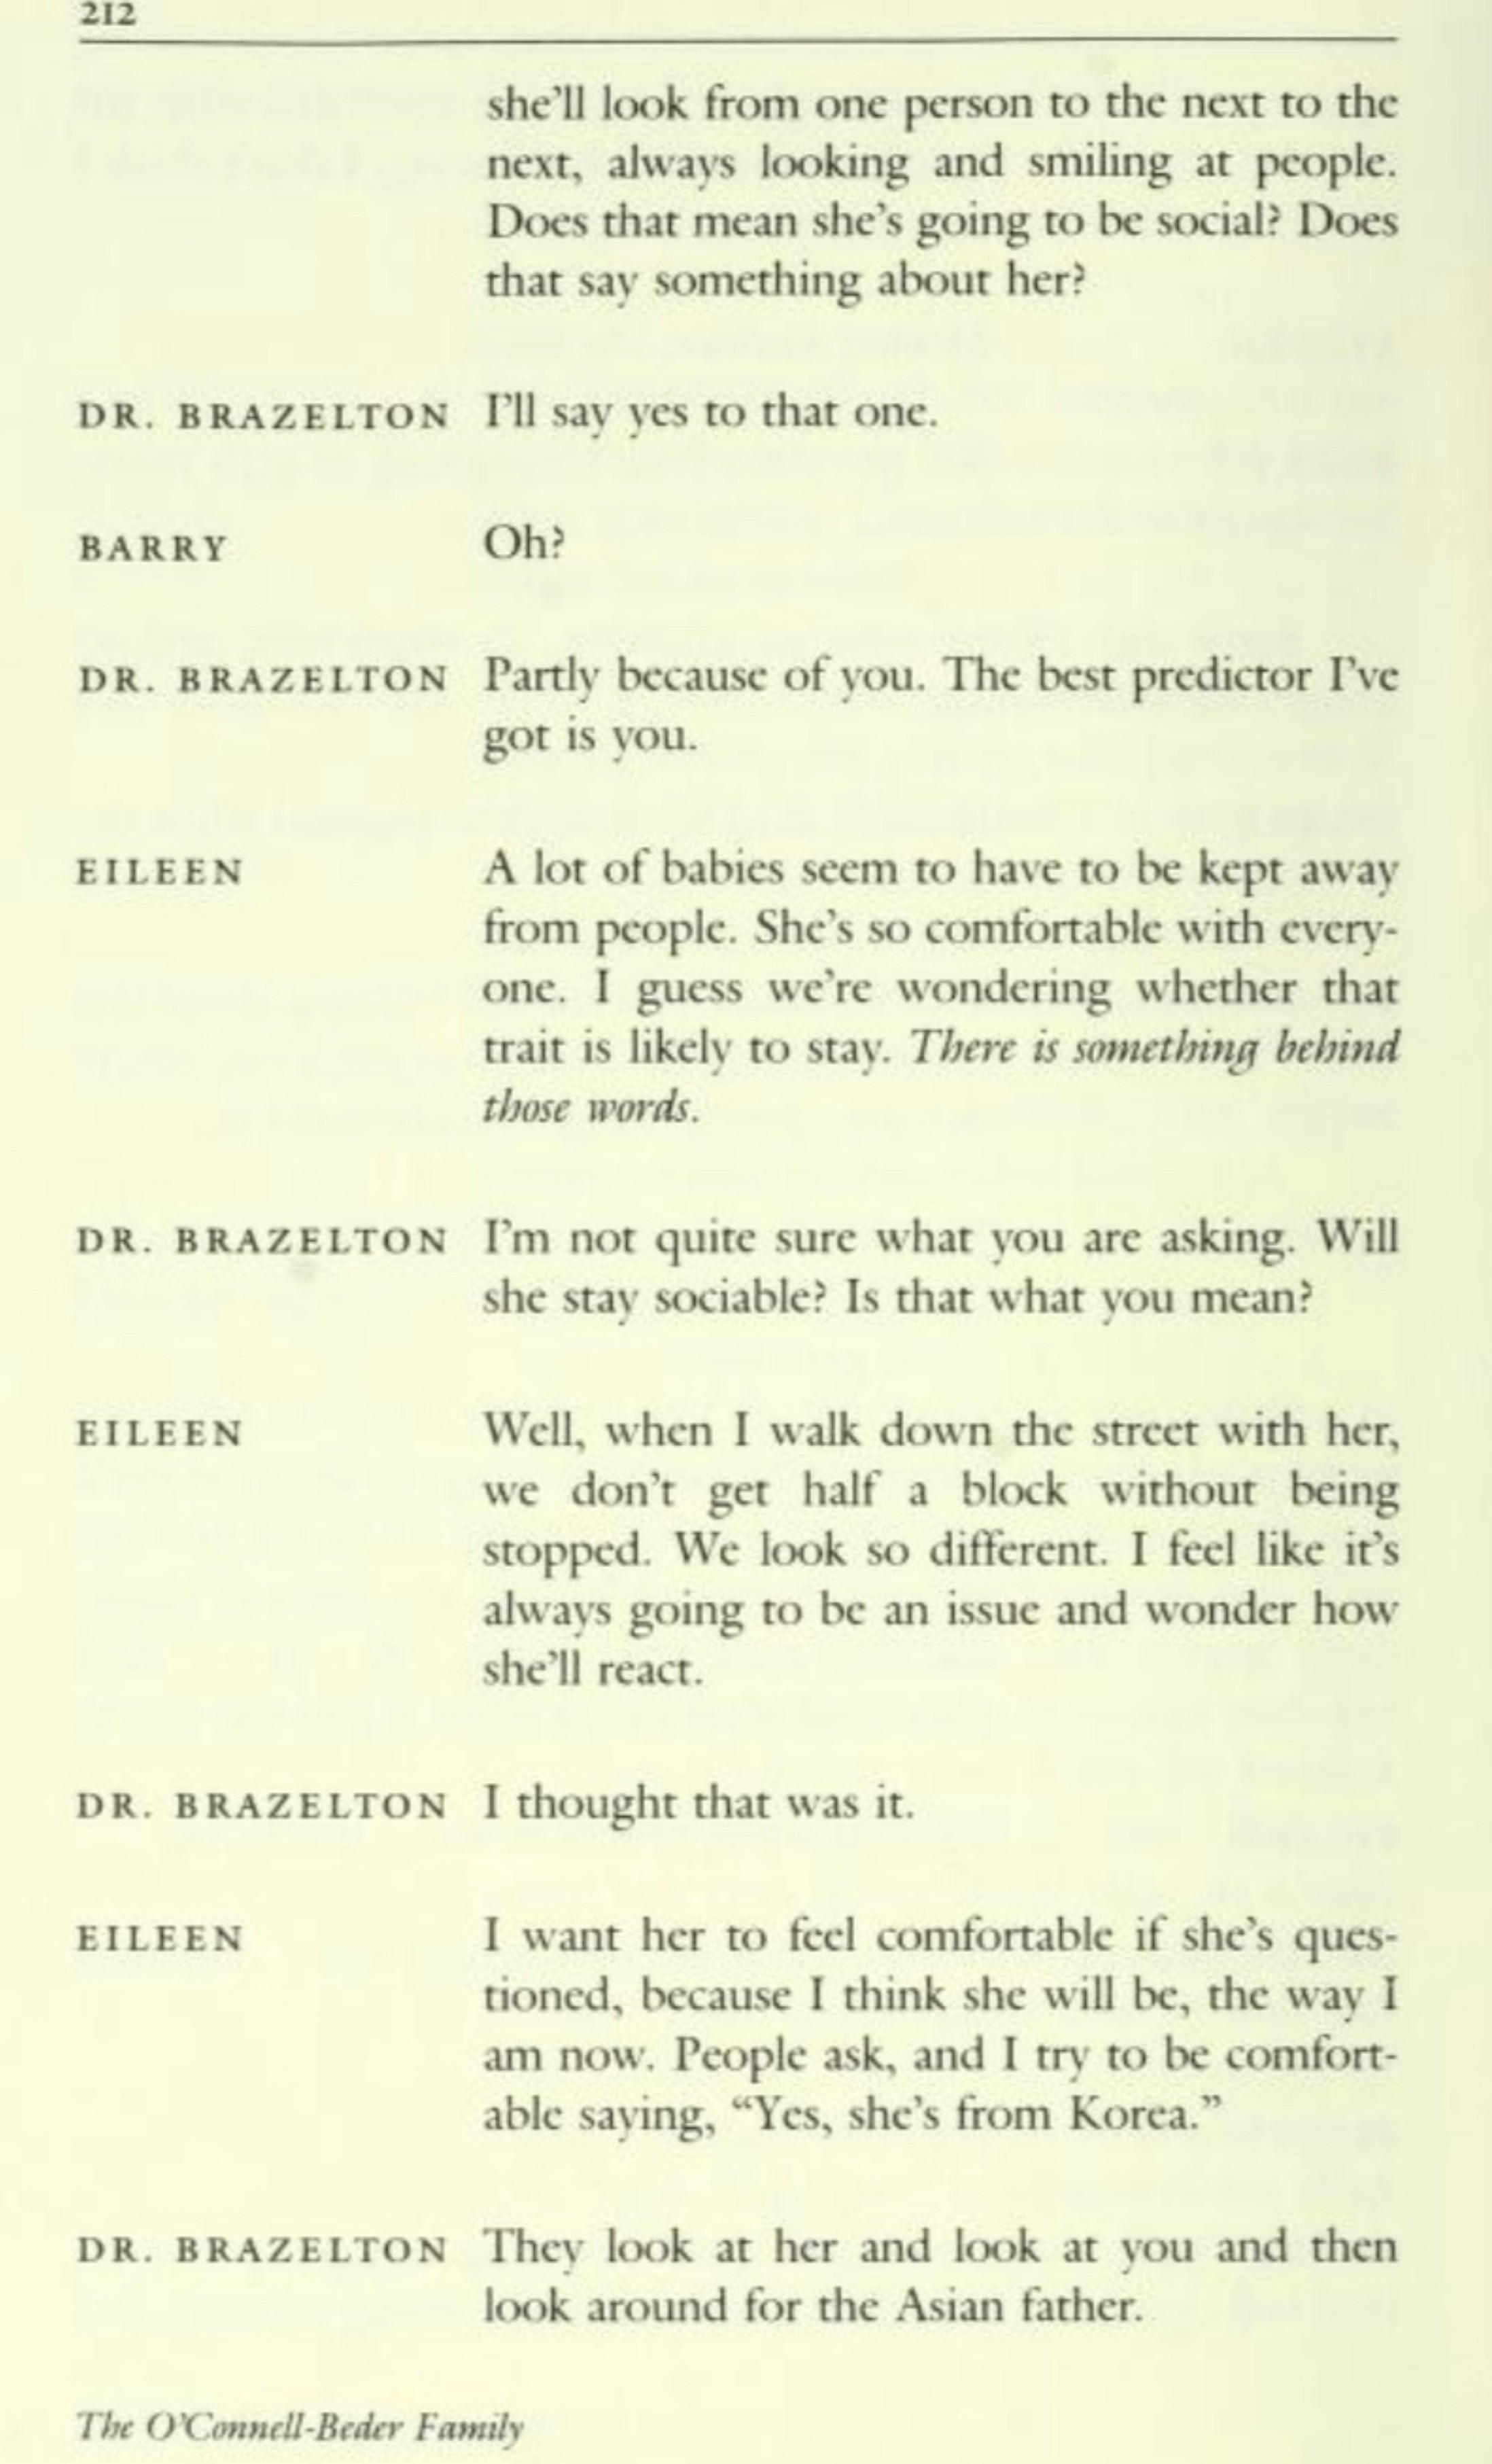 212
she'll look from one person to the next to the
next, always looking and smiling at people.
Does that mean she's going to be social? Does
that say something about her?
DR. BRAZELTON I'll say yes to that one.
BARRY Oh?
DR. BRAZELTON Partly because of you. The best predictor I've
got is you.
EILEEN A lot of babies seem to have to be kept away
from people. She's so comfortable with every-
one. I guess we're wondering whether that
trait is likely to stay. There is something behind
those words.
DR. BRAZELTON I'm not quite sure what you are asking. Will
she stay sociable? Is that what you mean?
EILEEN Well, when I walk down the street with her,
we don't get half a block without being
stopped. We look so different. I feel like it's
always going to be an issue and wonder how
she'll react.
DR. BRAZELTON I thought that was it.
EILEEN I want her to feel comfortable if she's ques-
tioned, because I think she will be, the way I
am now. People ask, and I try to be comfort-
able saying, “Yes, she's from Korea.”
DR. BRAZELTON They look at her and look at you and then
look around for the Asian father.
The O'Connell-Beder Family